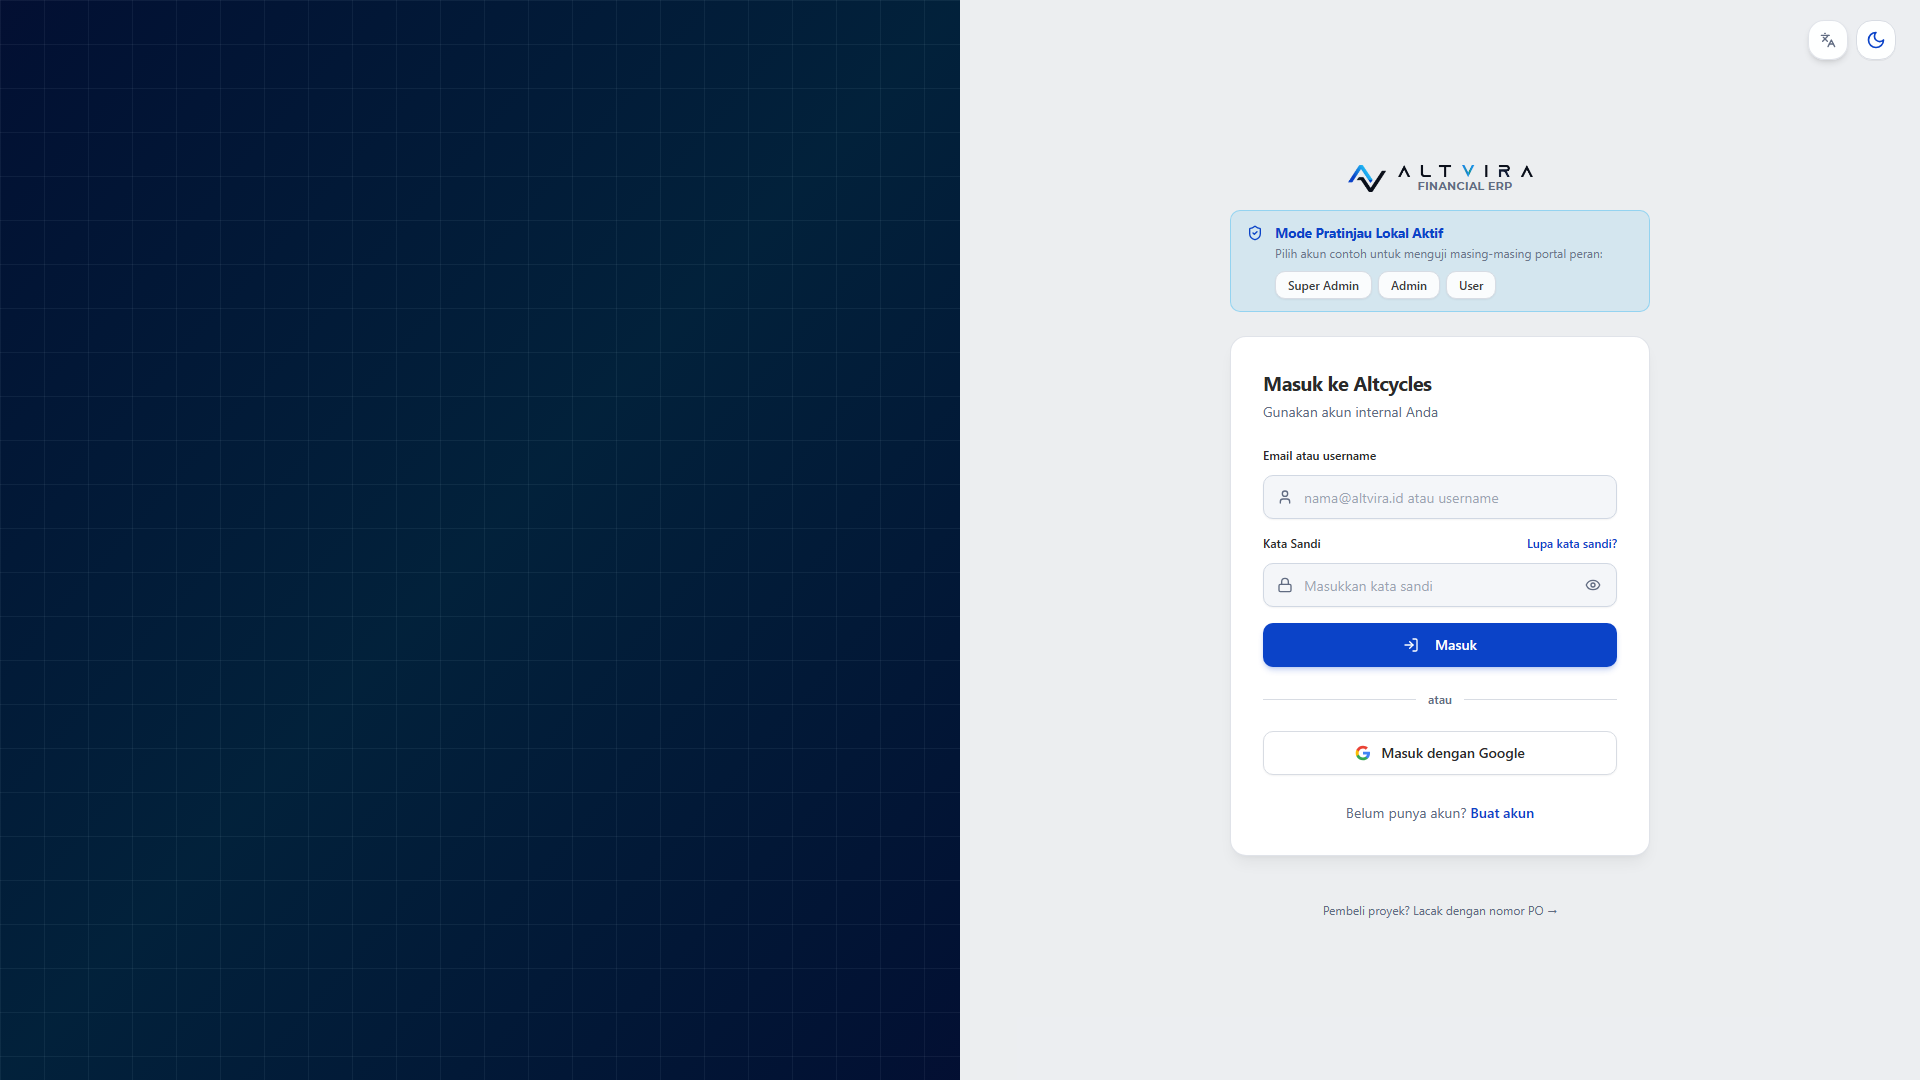 ALTVIRA
FINANCIAL ERP
Mode Pratinjau Lokal Aktif
Pilih akun contoh untuk menguji masing-masing portal peran:
Super Admin
Admin
User
Masuk ke Altcycles
Gunakan akun internal Anda
Email atau username
nama@altvira.id atau username
Kata Sandi
Lupa kata sandi?
Masukkan kata sandi
Masuk
atau
Masuk dengan Google
Belum punya akun? Buat akun
Pembeli proyek? Lacak dengan nomor PO →